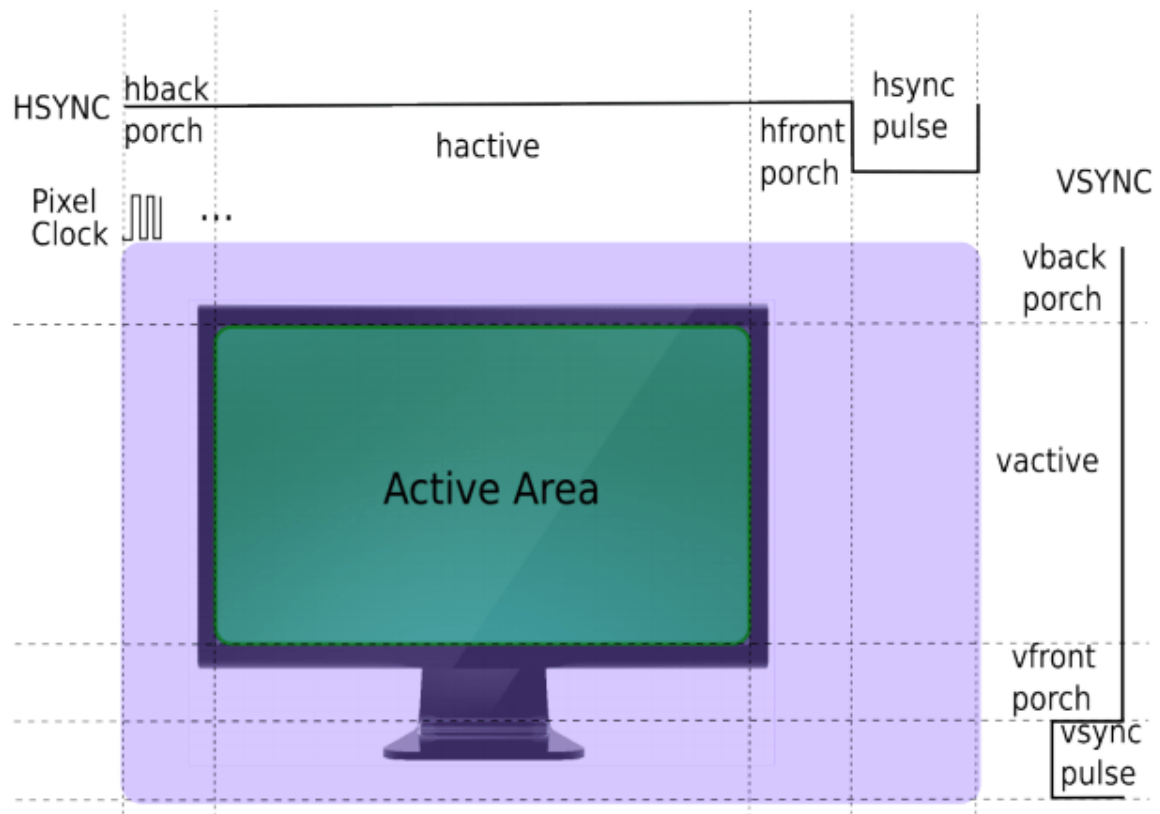 HSYNC
hback
porch
hactive
hfront
porch
hsync
pulse
Pixel
Clock
...
VSYNC
vback
porch
vactive
Active Area
vfront
porch
vsync
pulse